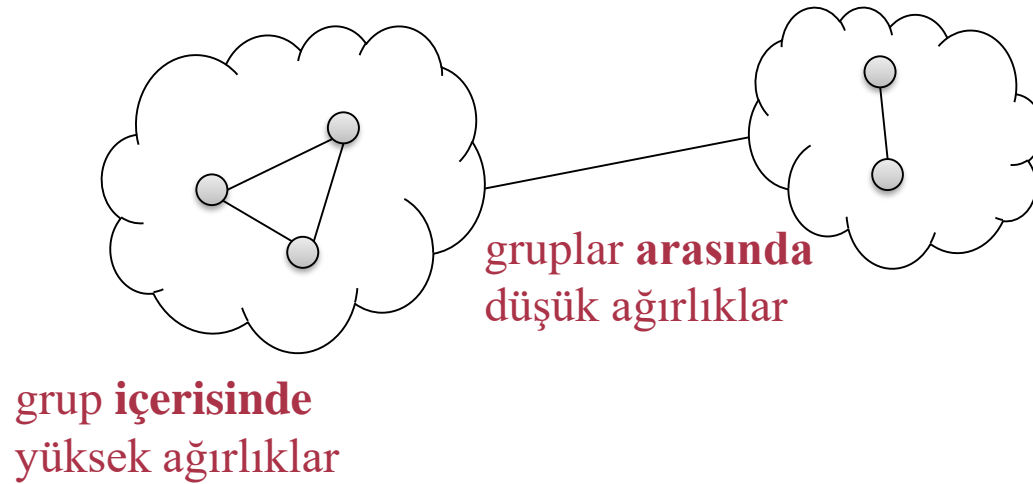 gruplar arasında
düşük ağırlıklar
grup içerisinde
yüksek ağırlıklar